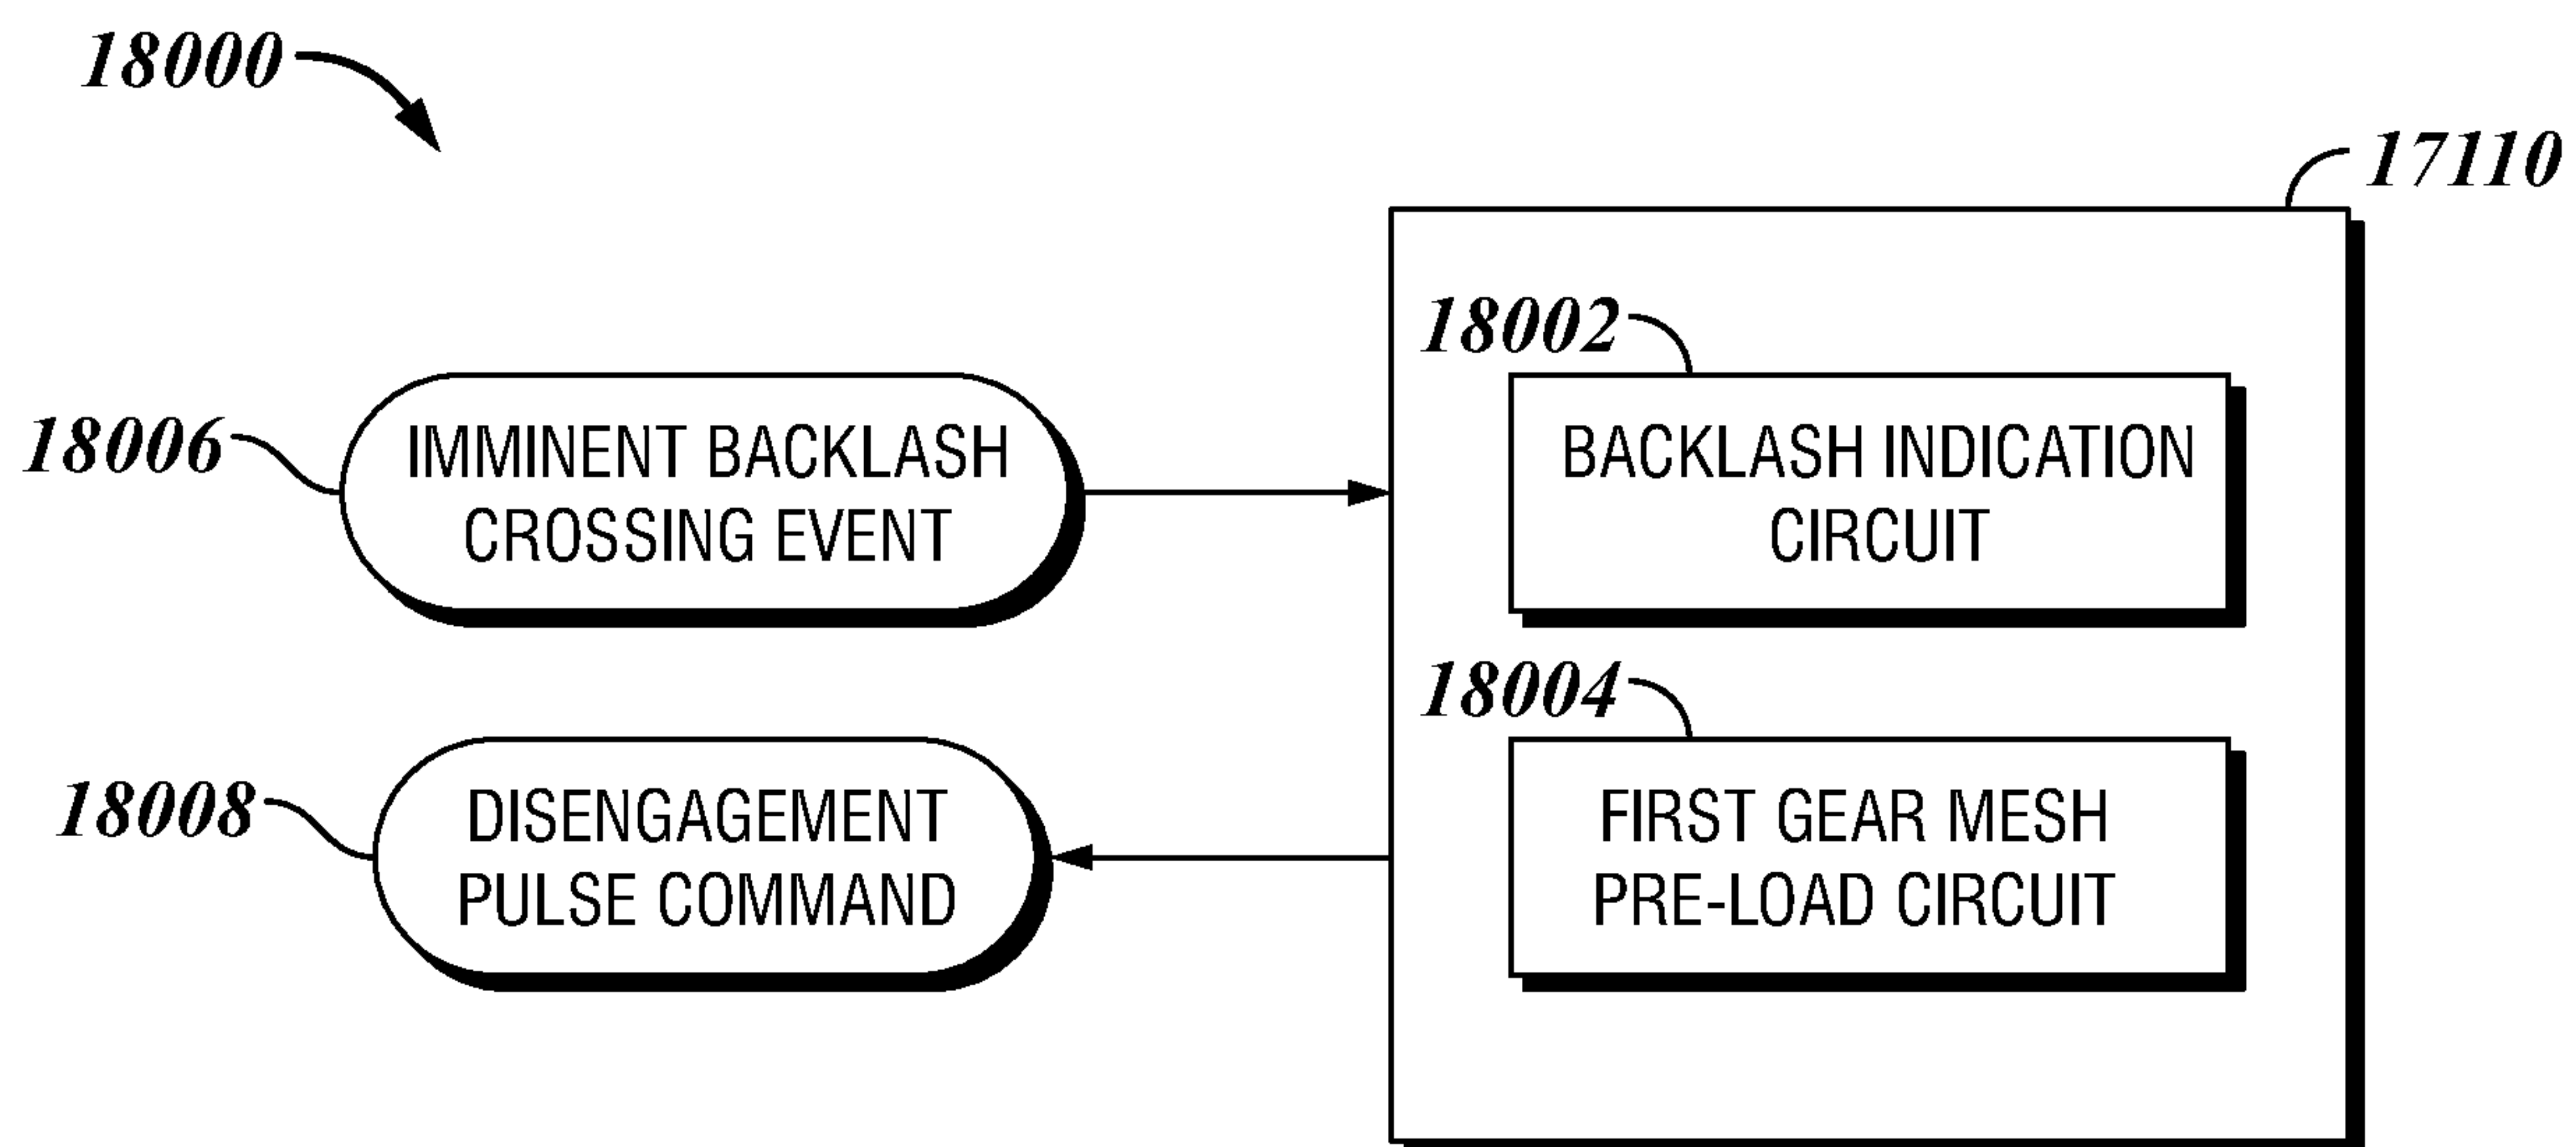 18000
17110
18002
18006
IMMINENT BACKLASH
CROSSING EVENT
BACKLASH INDICATION
CIRCUIT
18004
18008
DISENGAGEMENT
PULSE COMMAND
FIRST GEAR MESH
PRE-LOAD CIRCUIT